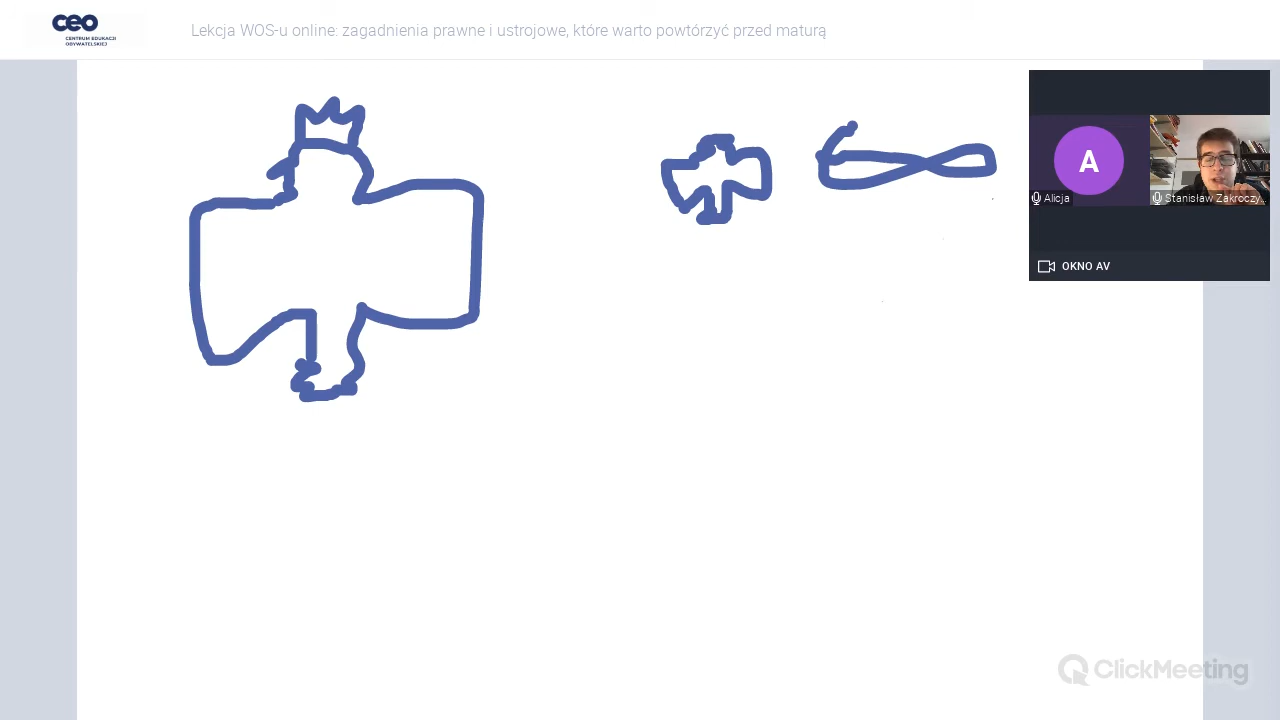 ceo
CENTRUM EDUKACJI
OBYWATELSKIEJ
Lekcja WOS-u online: zagadnienia prawne i ustrojowe, które warto powtórzyć przed maturą
A
Alicja
Stanisław Zakroczy...
OKNO AV
ClickMeeting